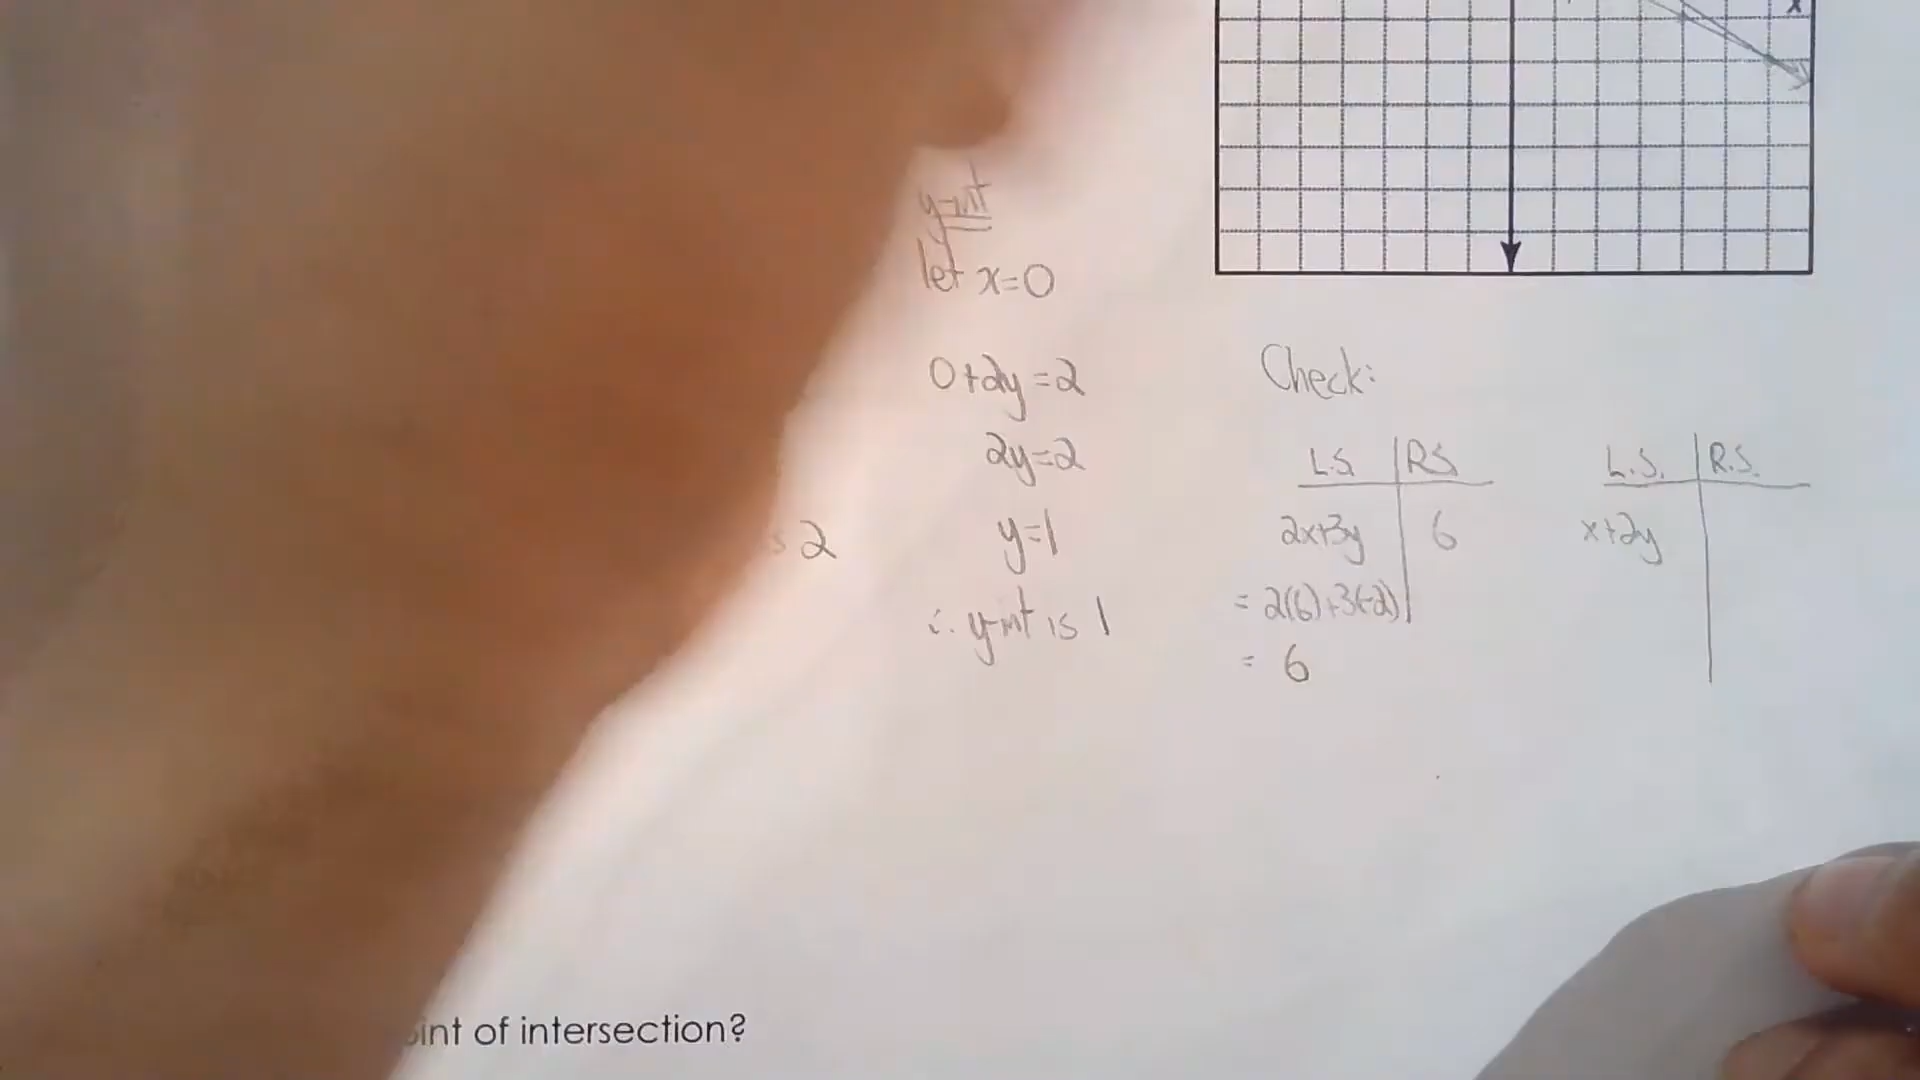 x
y-int
let x=0
0+2y=2
2y=2
y=1
s 2
∴ y-int is 1
Check:
L.S. | R.S.
2x+3y | 6
= 2(6)+3(-2)
= 6
L.S. | R.S.
x+2y
int of intersection?